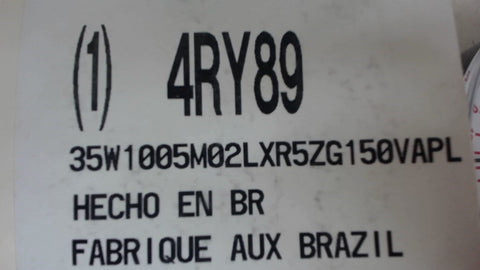 (1) 4RY89
35W1005M02LXR5ZG150VAPL
HECHO EN BR
FABRIQUE AUX BRAZIL